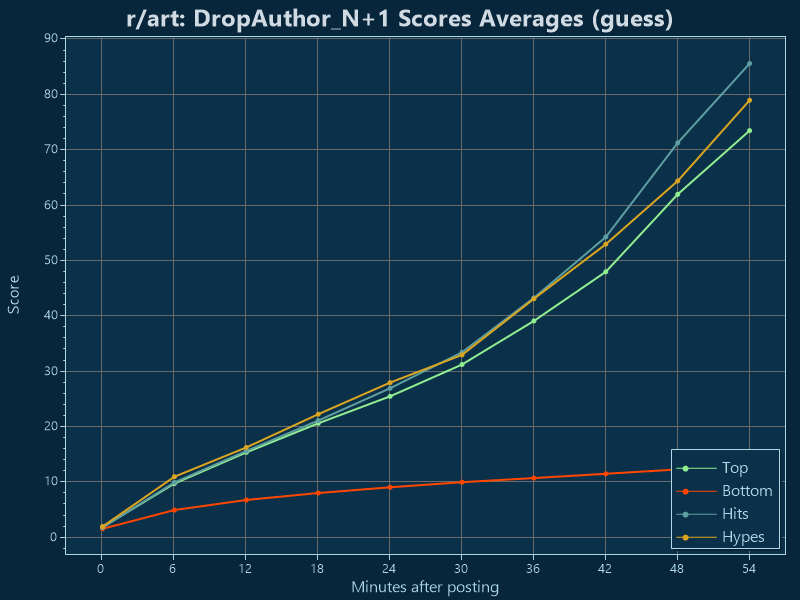 r/art: DropAuthor_N+1 Scores Averages (guess)
90
80
70
60
50
40
30
20
10
0
Score
Top
Bottom
Hits
Hypes
0 6 12 18 24 30 36 42 48 54
Minutes after posting